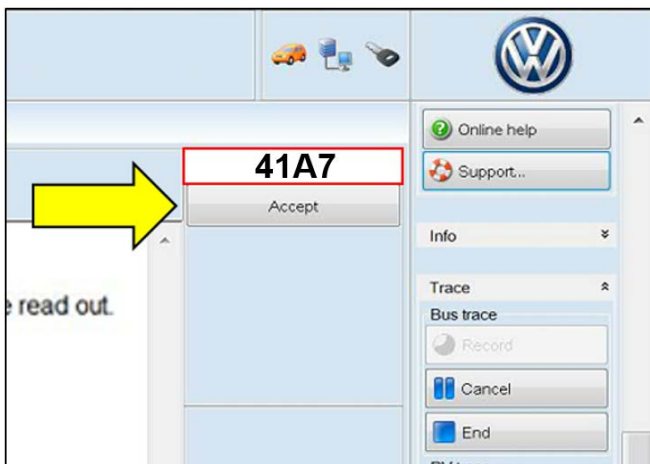 Online help
41A7
Support...
Accept
Info
e read out.
Trace
Bus trace
Record
Cancel
End